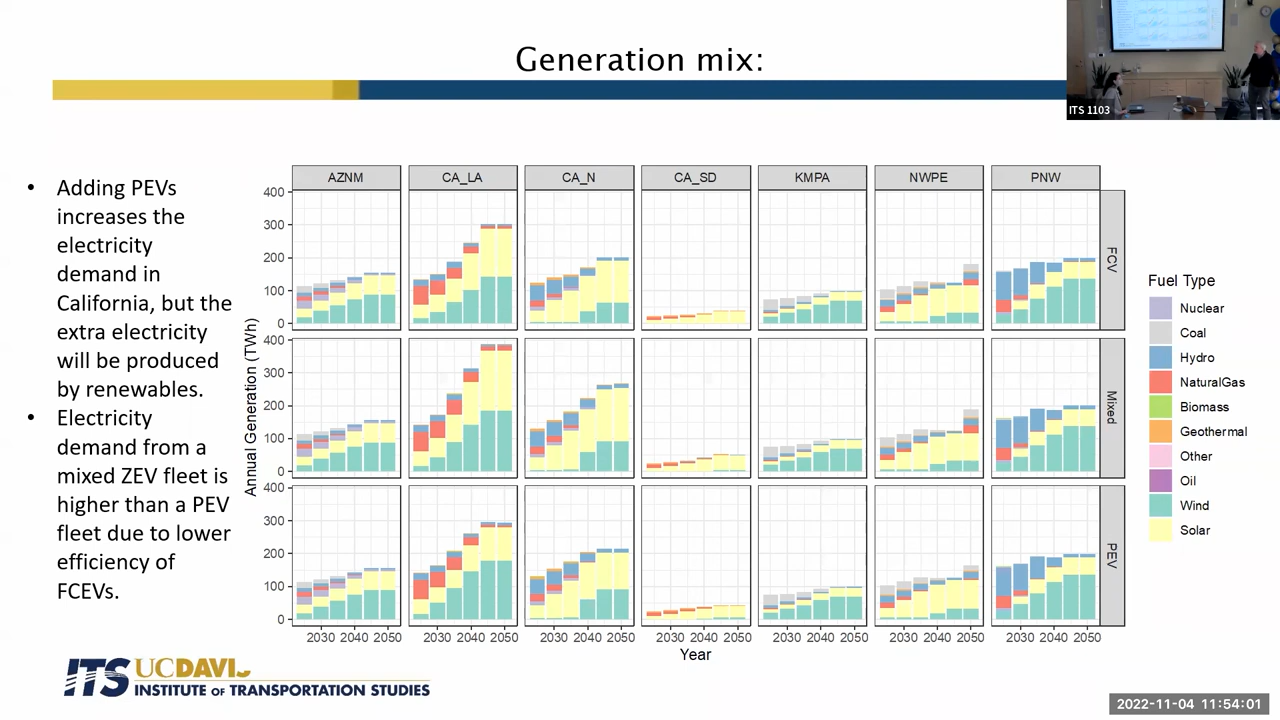 Generation mix:
ITS 1103
• Adding PEVs
increases the
electricity
demand in
California, but the
extra electricity
will be produced
by renewables.
• Electricity
demand from a
mixed ZEV fleet is
higher than a PEV
fleet due to lower
efficiency of
FCEVs.
AZNM CA_LA CA_N CA_SD KMPA NWPE PNW
400
300
200
100
0
FCV
400
300
200
100
0
Mixed
400
300
200
100
0
PEV
Annual Generation (TWh)
2030 2040 2050 2030 2040 2050 2030 2040 2050 2030 2040 2050 2030 2040 2050 2030 2040 2050 2030 2040 2050
Year
Fuel Type
Nuclear
Coal
Hydro
NaturalGas
Biomass
Geothermal
Other
Oil
Wind
Solar
ITS UCDAVIS
INSTITUTE OF TRANSPORTATION STUDIES
2022-11-04 11:54:01